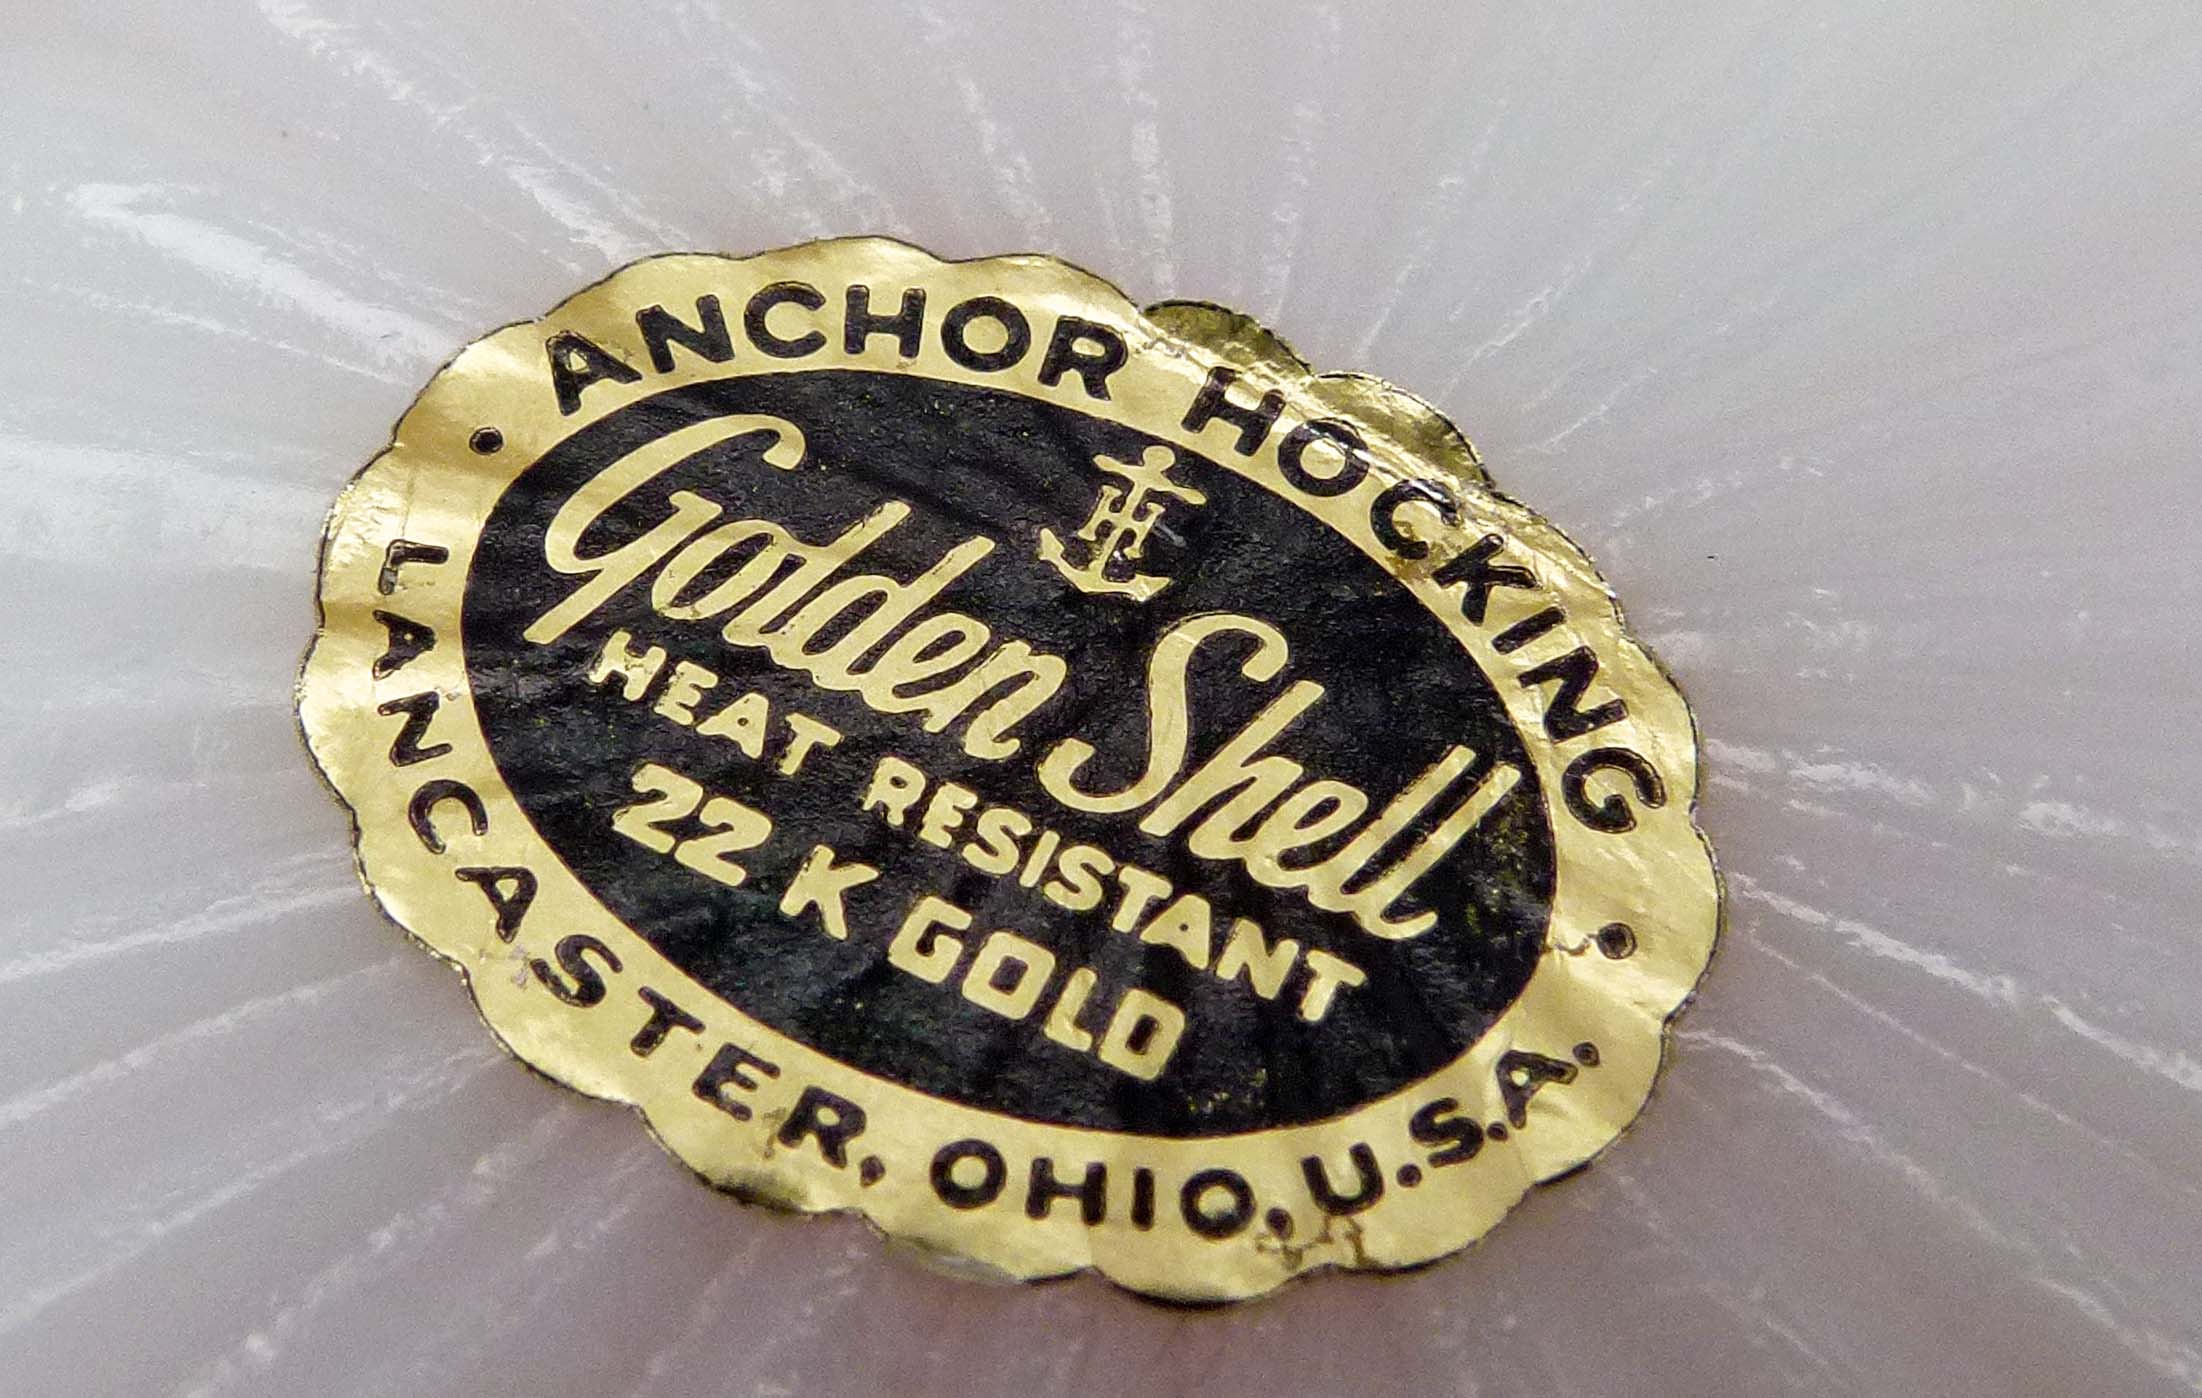 ANCHOR HOCKING
H
Golden Shell
HEAT RESISTANT
22 K GOLD
LANCASTER, OHIO, U.S.A.